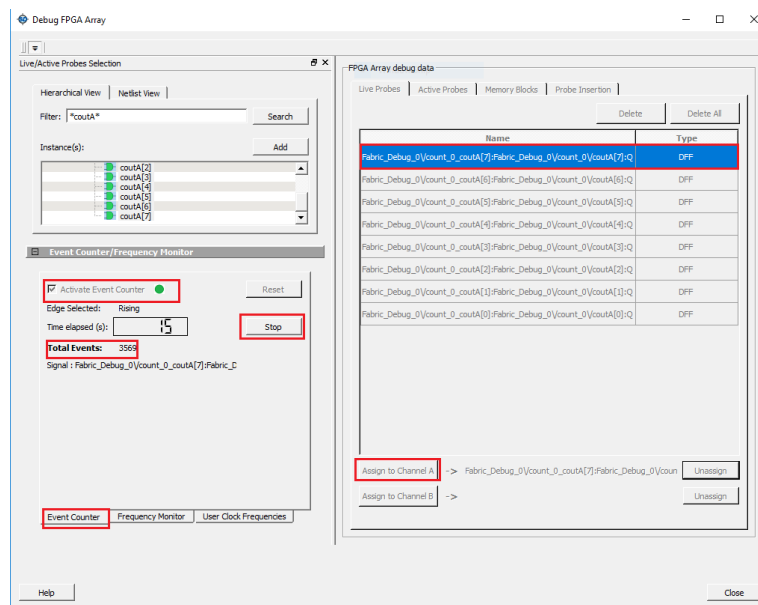 Debug FPGA Array
Live/Active Probes Selection
Hierarchical View
Netlist View
Filter: *coutA*
Search
Instance(s):
Add
coutA[2]
coutA[3]
coutA[4]
coutA[5]
coutA[6]
coutA[7]
Event Counter/Frequency Monitor
Activate Event Counter
Reset
Edge Selected: Rising
Time elapsed (s): 15
Stop
Total Events: 3569
Signal : Fabric_Debug_0\/count_0_coutA[7]:Fabric_D
Event Counter
Frequency Monitor
User Clock Frequencies
FPGA Array debug data
Live Probes
Active Probes
Memory Blocks
Probe Insertion
Delete
Delete All
Name Type
Fabric_Debug_0\/count_0_coutA[7]:Fabric_Debug_0\/count_0\/coutA[7]:Q DFF
Fabric_Debug_0\/count_0_coutA[6]:Fabric_Debug_0\/count_0\/coutA[6]:Q DFF
Fabric_Debug_0\/count_0_coutA[5]:Fabric_Debug_0\/count_0\/coutA[5]:Q DFF
Fabric_Debug_0\/count_0_coutA[4]:Fabric_Debug_0\/count_0\/coutA[4]:Q DFF
Fabric_Debug_0\/count_0_coutA[3]:Fabric_Debug_0\/count_0\/coutA[3]:Q DFF
Fabric_Debug_0\/count_0_coutA[2]:Fabric_Debug_0\/count_0\/coutA[2]:Q DFF
Fabric_Debug_0\/count_0_coutA[1]:Fabric_Debug_0\/count_0\/coutA[1]:Q DFF
Fabric_Debug_0\/count_0_coutA[0]:Fabric_Debug_0\/count_0\/coutA[0]:Q DFF
Assign to Channel A -> Fabric_Debug_0\/count_0_coutA[7]:Fabric_Debug_0\/coun Unassign
Assign to Channel B -> Unassign
Help
Close